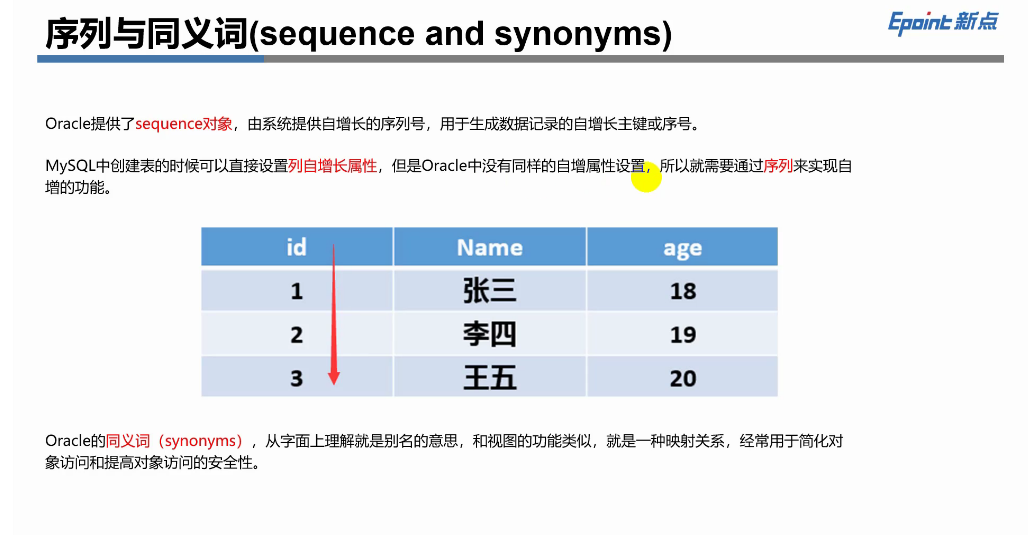 序列与同义词(sequence and synonyms)
Epoint 新点
Oracle提供了sequence对象，由系统提供自增长的序列号，用于生成数据记录的自增长主键或序号。
MySQL中创建表的时候可以直接设置列自增长属性，但是Oracle中没有同样的自增属性设置，所以就需要通过序列来实现自
增的功能。
id Name age
1 张三 18
2 李四 19
3 王五 20
Oracle的同义词（synonyms），从字面上理解就是别名的意思，和视图的功能类似，就是一种映射关系，经常用于简化对
象访问和提高对象访问的安全性。